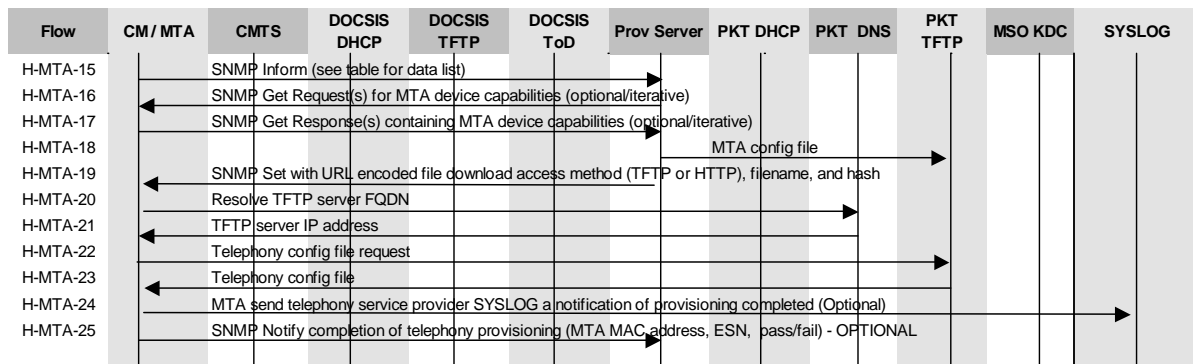 Flow CM / MTA CMTS DOCSIS DHCP DOCSIS TFTP DOCSIS ToD Prov Server PKT DHCP PKT DNS PKT TFTP MSO KDC SYSLOG
H-MTA-15 SNMP Inform (see table for data list)
H-MTA-16 SNMP Get Request(s) for MTA device capabilities (optional/iterative)
H-MTA-17 SNMP Get Response(s) containing MTA device capabilities (optional/iterative)
H-MTA-18 MTA config file
H-MTA-19 SNMP Set with URL encoded file download access method (TFTP or HTTP), filename, and hash
H-MTA-20 Resolve TFTP server FQDN
H-MTA-21 TFTP server IP address
H-MTA-22 Telephony config file request
H-MTA-23 Telephony config file
H-MTA-24 MTA send telephony service provider SYSLOG a notification of provisioning completed (Optional)
H-MTA-25 SNMP Notify completion of telephony provisioning (MTA MAC address, ESN, pass/fail) - OPTIONAL